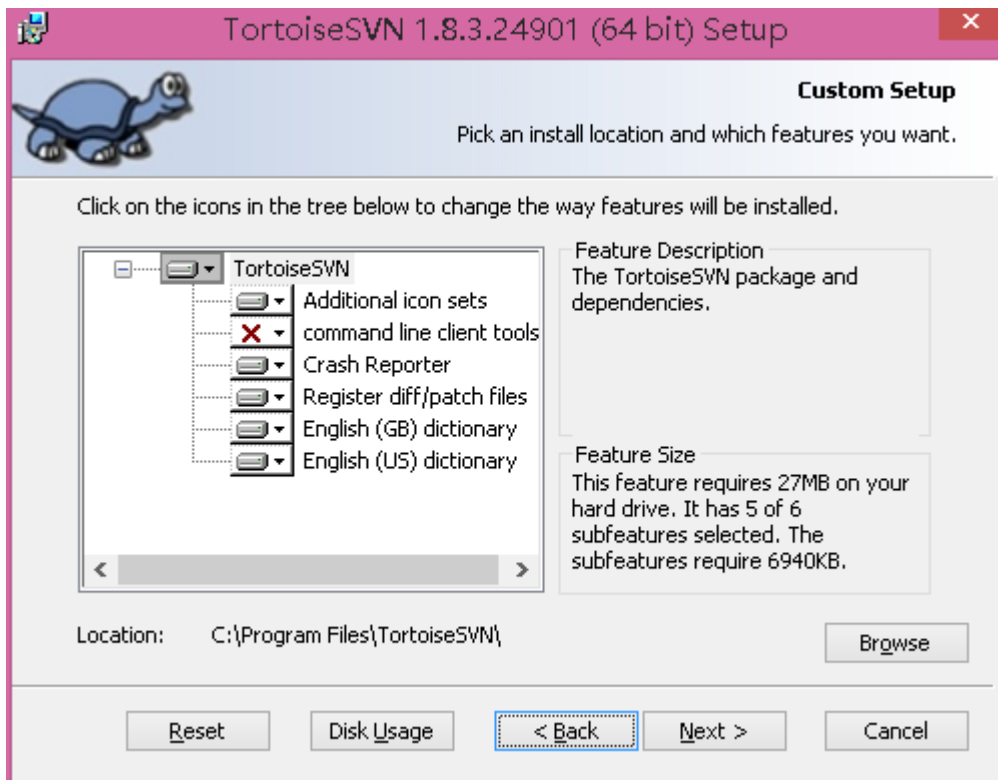 TortoiseSVN 1.8.3.24901 (64 bit) Setup
Custom Setup
Pick an install location and which features you want.
Click on the icons in the tree below to change the way features will be installed.
TortoiseSVN
Additional icon sets
command line client tools
Crash Reporter
Register diff/patch files
English (GB) dictionary
English (US) dictionary
Feature Description
The TortoiseSVN package and
dependencies.
Feature Size
This feature requires 27MB on your
hard drive. It has 5 of 6
subfeatures selected. The
subfeatures require 6940KB.
Location: C:\Program Files\TortoiseSVN\
Browse
Reset Disk Usage < Back Next > Cancel